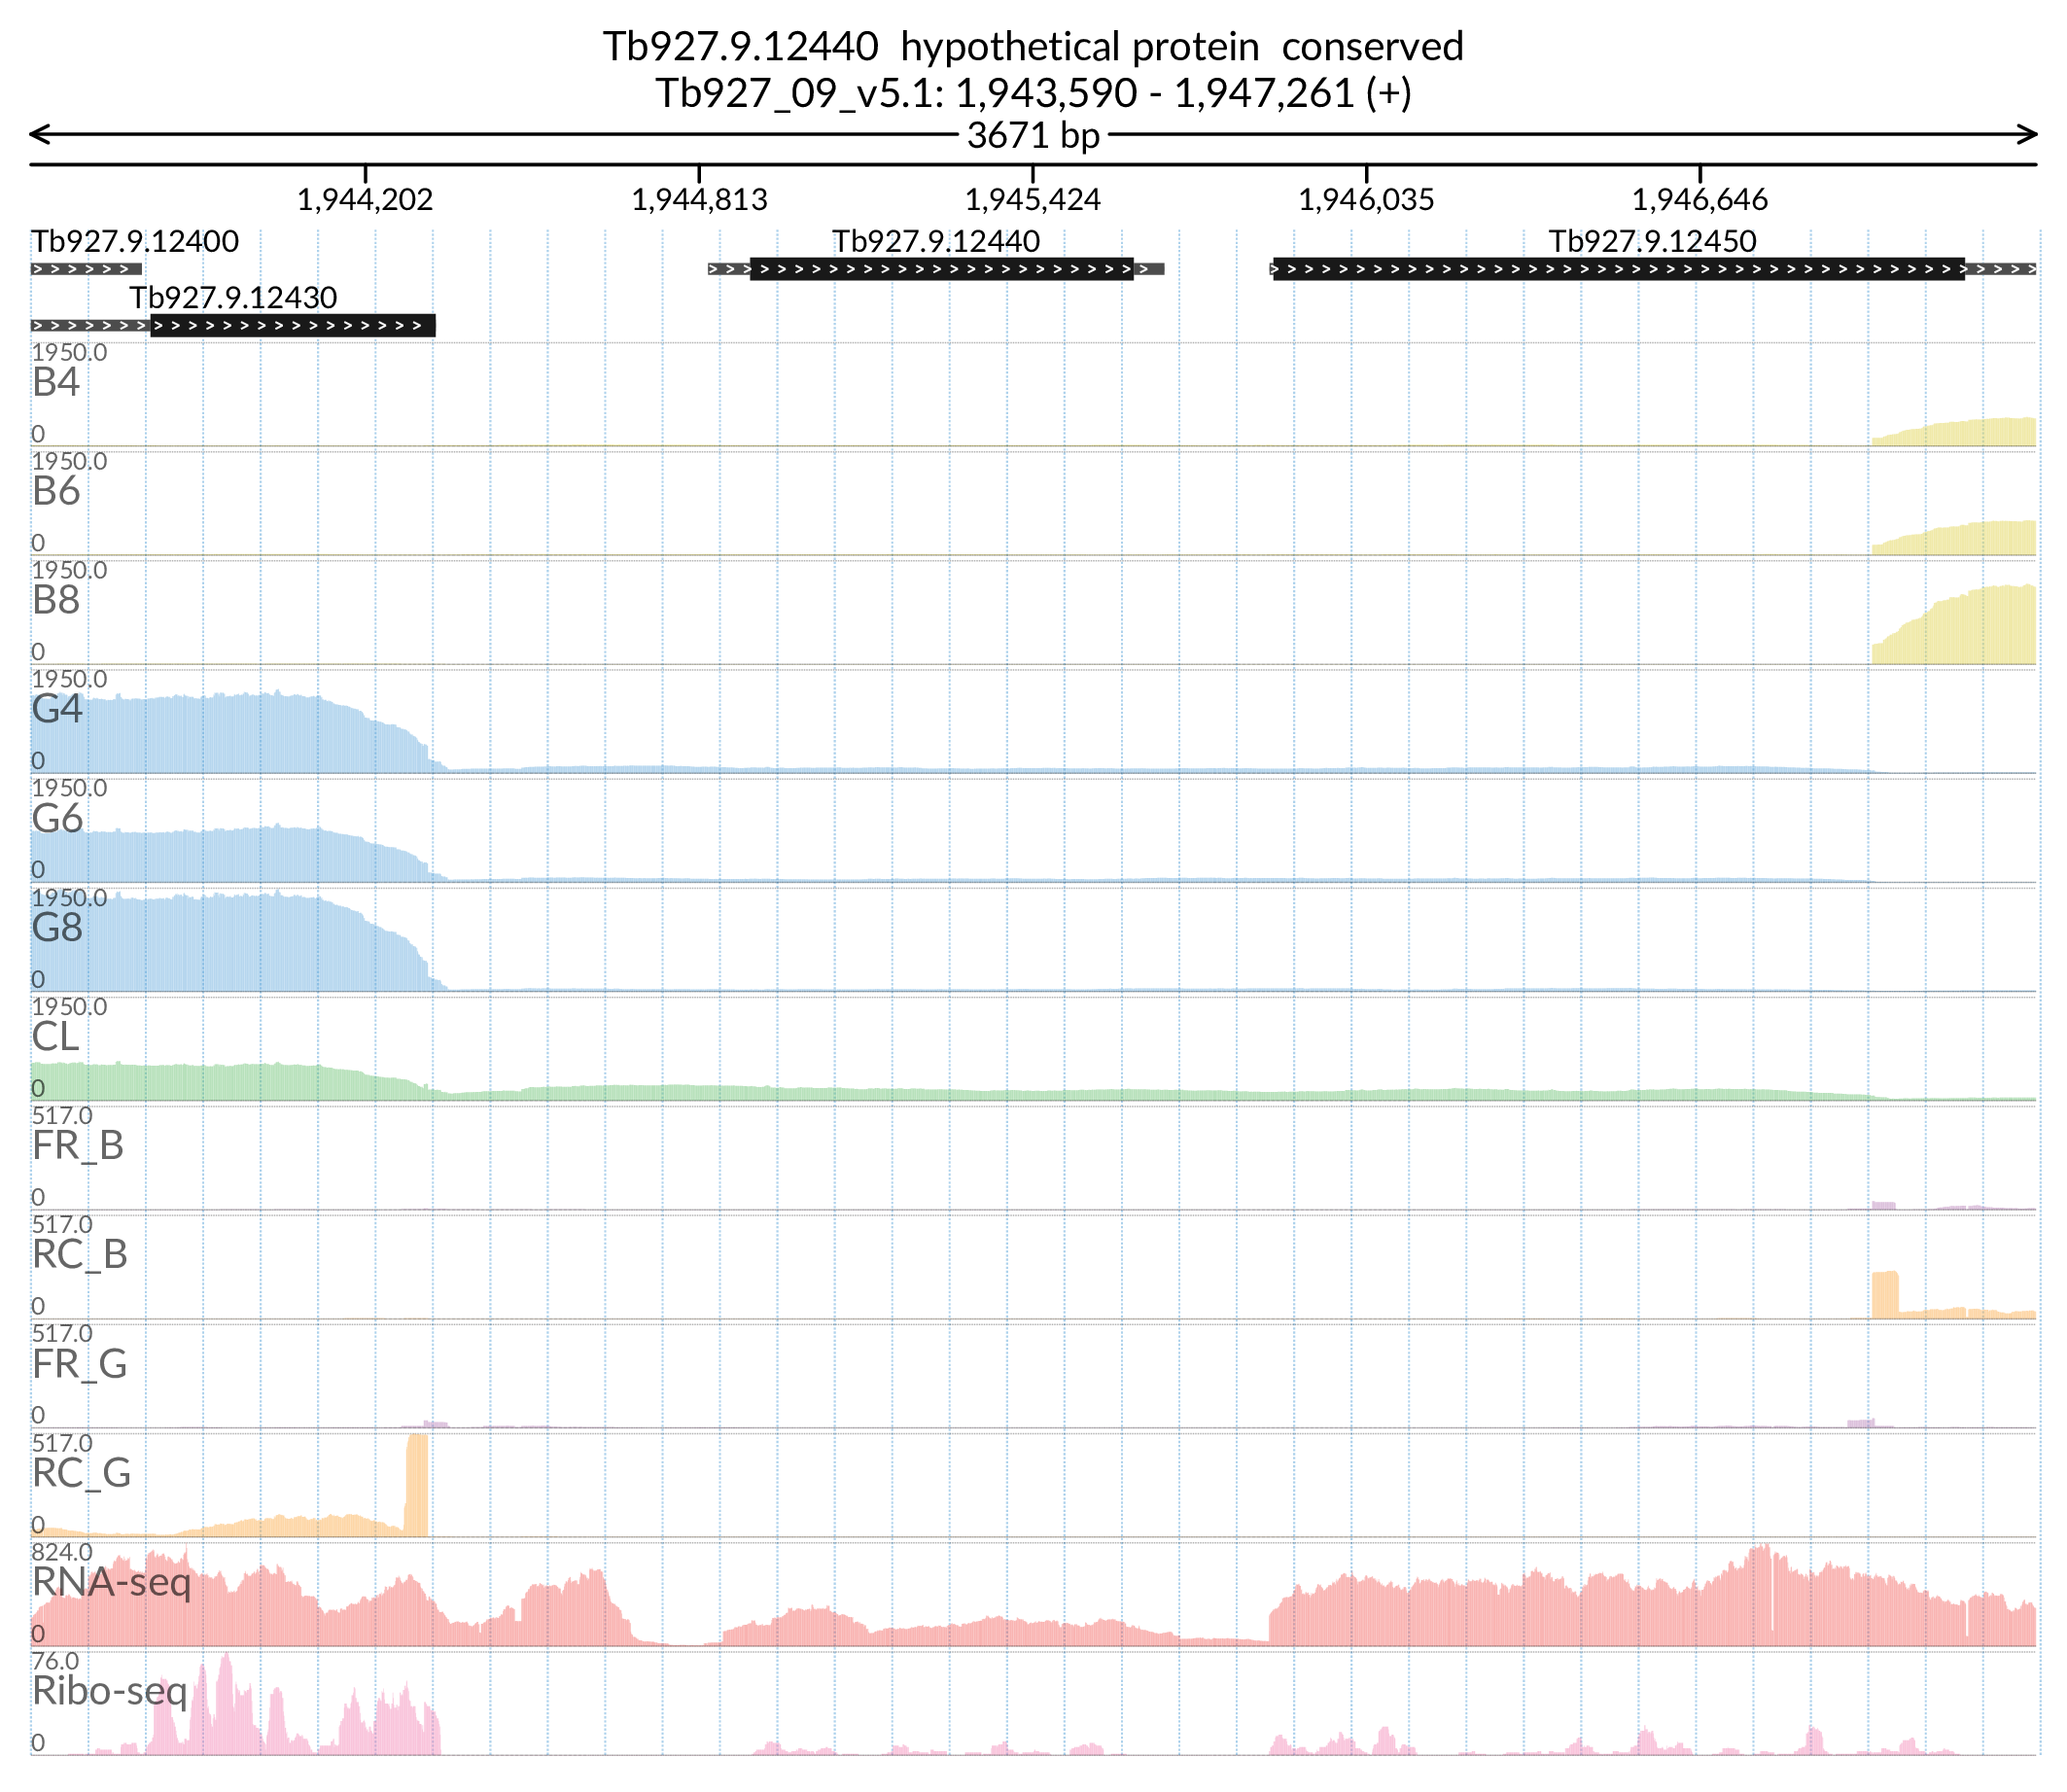 Tb927.9.12440  hypothetical protein  conserved
Tb927_09_v5.1: 1,943,590 - 1,947,261 (+)
3671 bp
1,944,202 1,944,813 1,945,424 1,946,035 1,946,646
Tb927.9.12400 Tb927.9.12440 Tb927.9.12450
Tb927.9.12430
1950.0
B4
0
1950.0
B6
0
1950.0
B8
0
1950.0
G4
0
1950.0
G6
0
1950.0
G8
0
1950.0
CL
0
517.0
FR_B
0
517.0
RC_B
0
517.0
FR_G
0
517.0
RC_G
0
824.0
RNA-seq
0
76.0
Ribo-seq
0